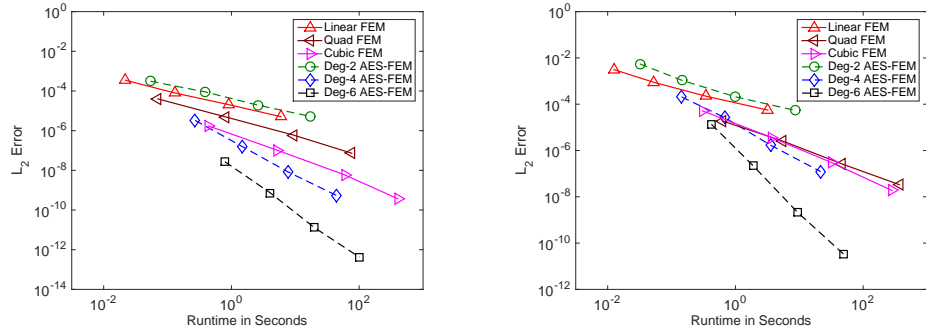 10^2
10^0
10^-2
10^-4
10^-6
10^-8
10^-10
10^-12
10^-14
L_2 Error
10^-2
10^0
10^2
Runtime in Seconds
Linear FEM
Quad FEM
Cubic FEM
Deg-2 AES-FEM
Deg-4 AES-FEM
Deg-6 AES-FEM
10^0
10^-2
10^-4
10^-6
10^-8
10^-10
10^-12
L_2 Error
10^-2
10^0
10^2
Runtime in Seconds
Linear FEM
Quad FEM
Cubic FEM
Deg-2 AES-FEM
Deg-4 AES-FEM
Deg-6 AES-FEM